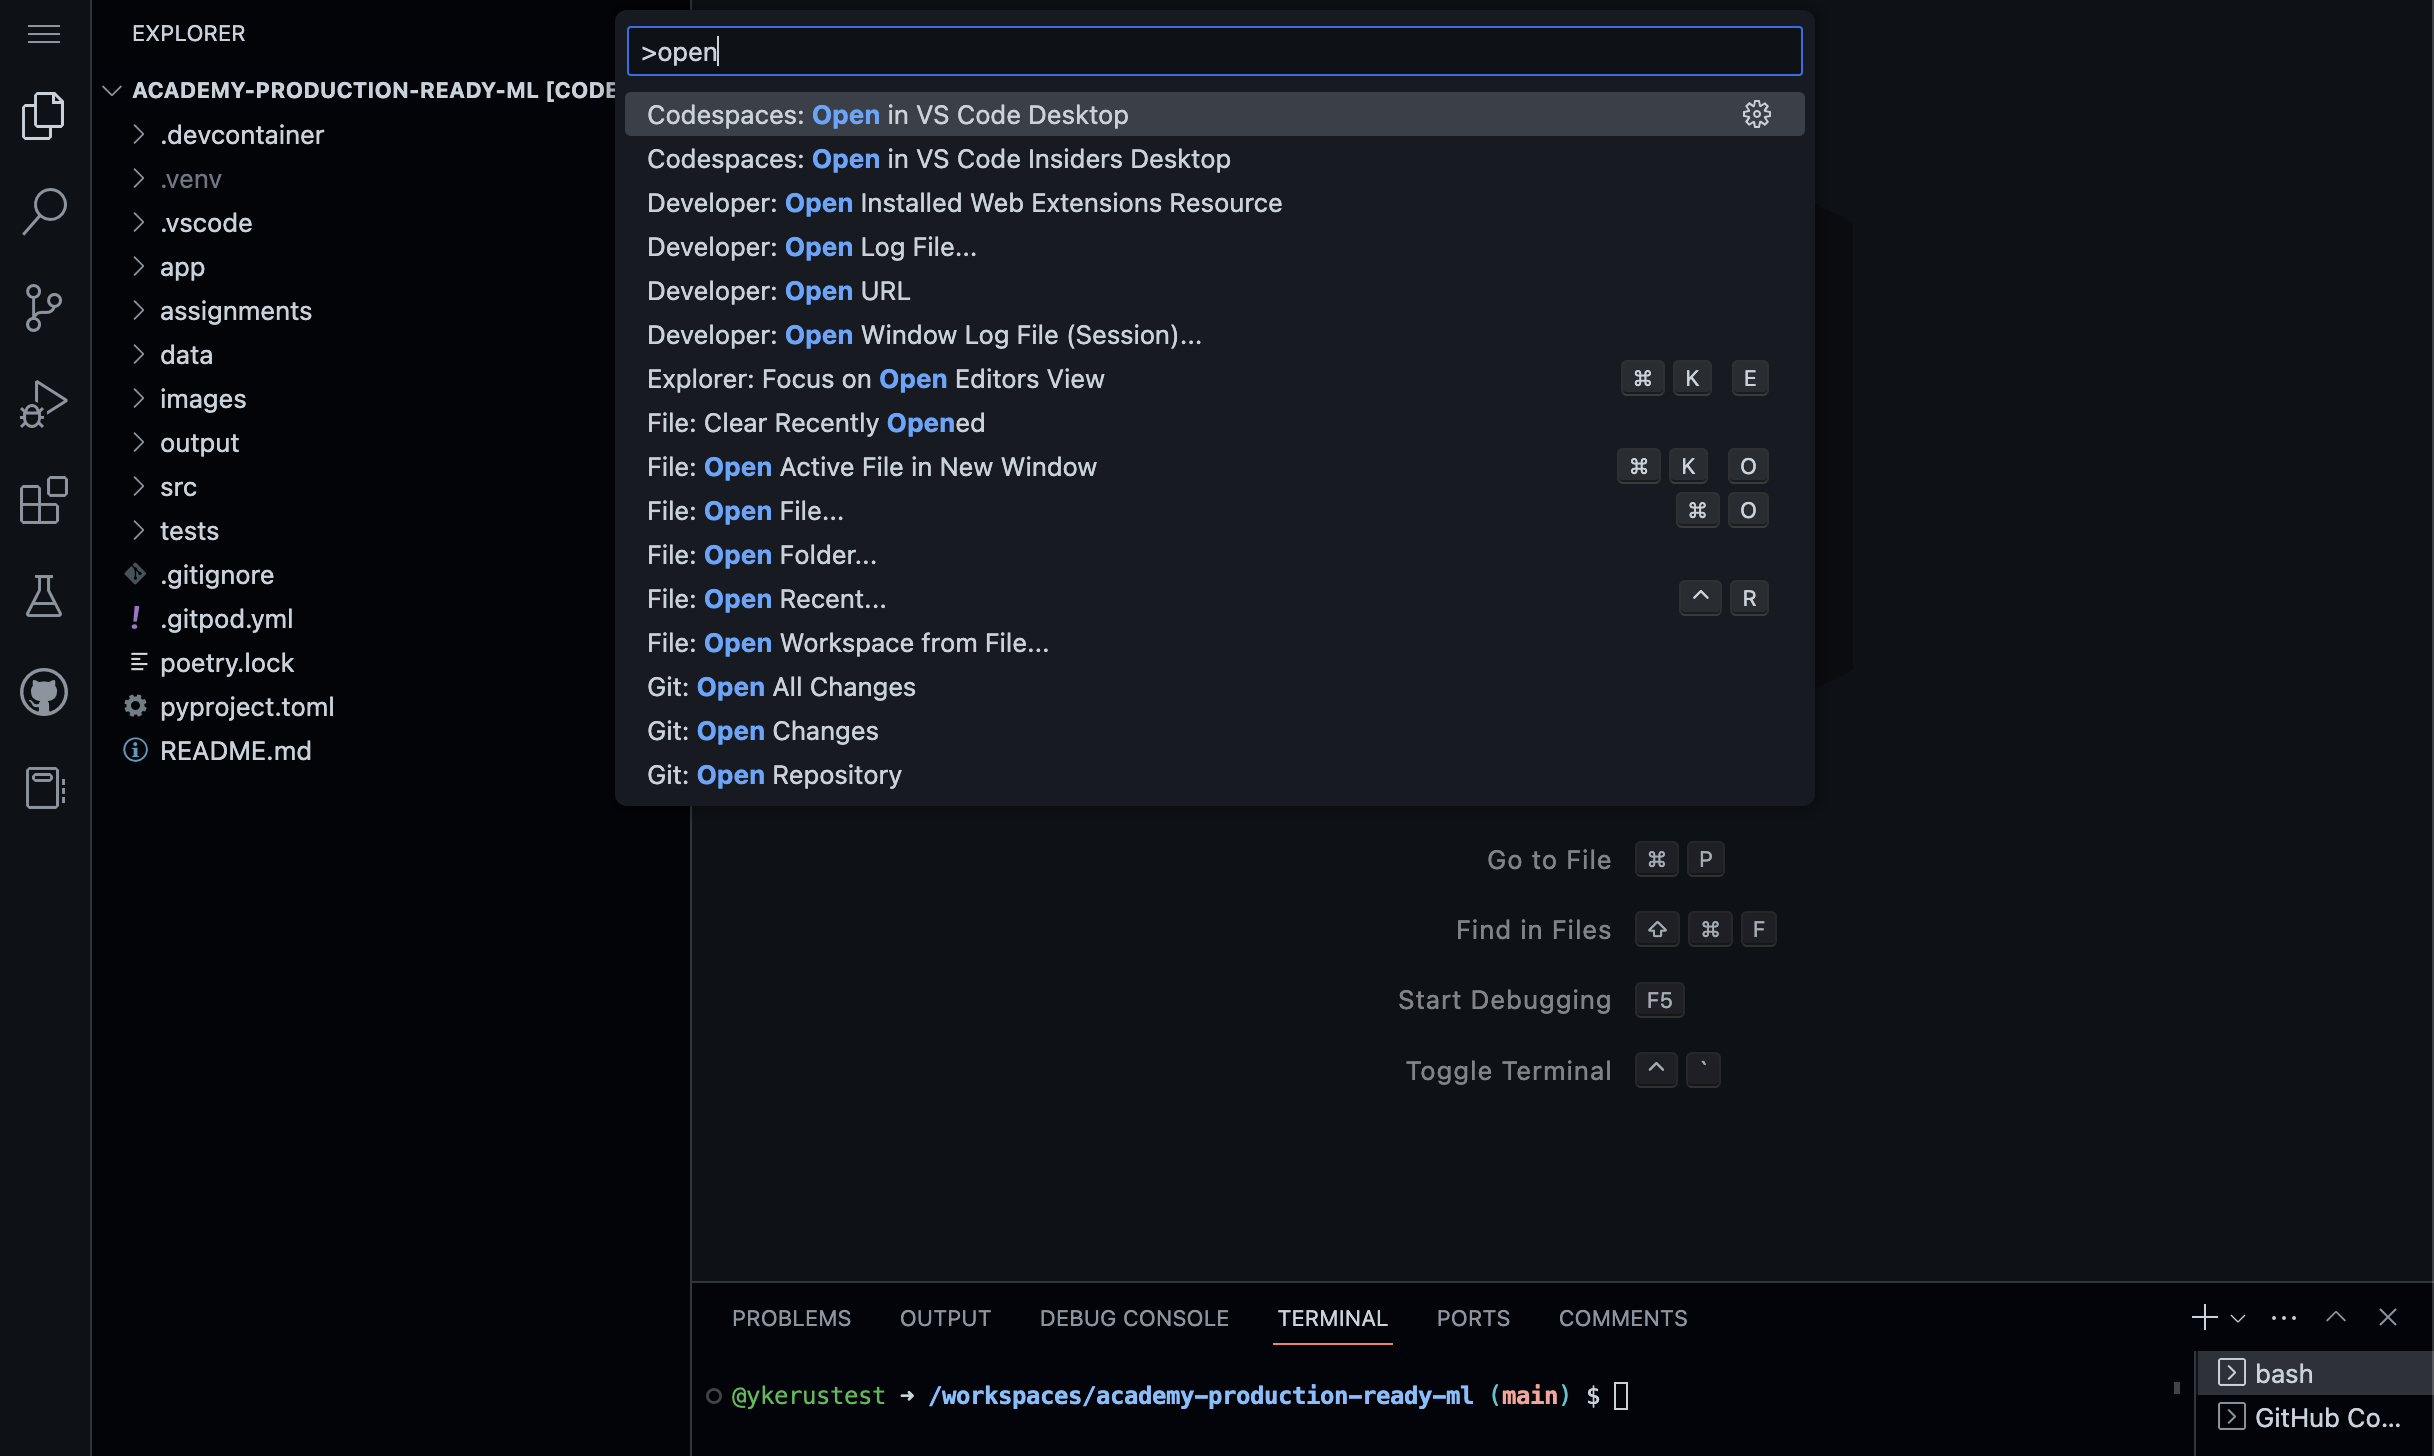 EXPLORER
ACADEMY-PRODUCTION-READY-ML [CODE
.devcontainer
.venv
.vscode
app
assignments
data
images
output
src
tests
.gitignore
! .gitpod.yml
poetry.lock
pyproject.toml
README.md
>open
Codespaces: Open in VS Code Desktop
Codespaces: Open in VS Code Insiders Desktop
Developer: Open Installed Web Extensions Resource
Developer: Open Log File...
Developer: Open URL
Developer: Open Window Log File (Session)...
Explorer: Focus on Open Editors View ⌘ K E
File: Clear Recently Opened
File: Open Active File in New Window ⌘ K O
File: Open File... ⌘ O
File: Open Folder...
File: Open Recent... ^ R
File: Open Workspace from File...
Git: Open All Changes
Git: Open Changes
Git: Open Repository
Go to File ⌘ P
Find in Files ⇧ ⌘ F
Start Debugging F5
Toggle Terminal ^ `
PROBLEMS OUTPUT DEBUG CONSOLE TERMINAL PORTS COMMENTS
@ykerustest ➜ /workspaces/academy-production-ready-ml (main) $
bash
GitHub Co...